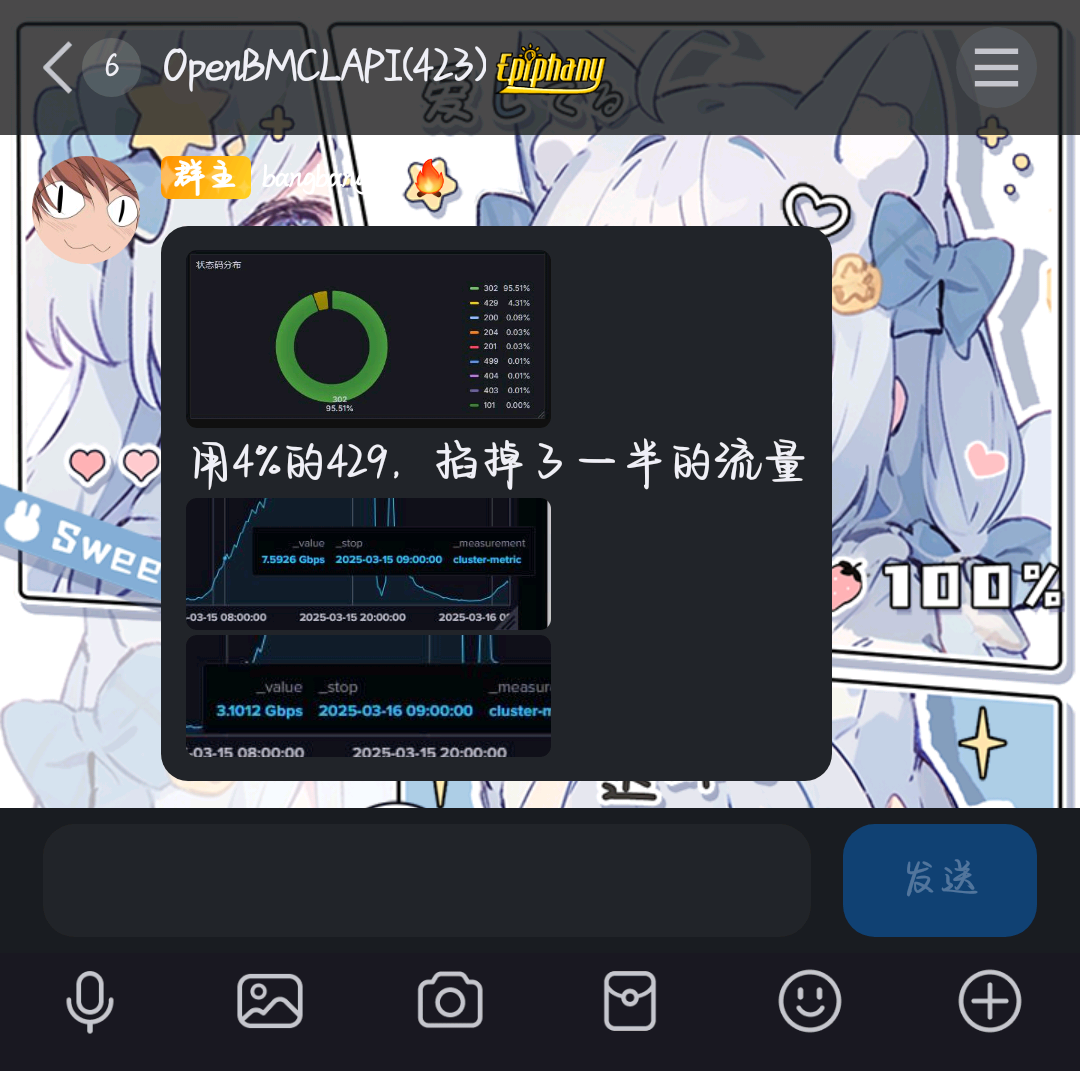 6
OpenBMCLAPI(423)
Epiphany
愛してる
群主
bangbang
状态码分布
302 95.51%
429 4.31%
200 0.09%
204 0.03%
201 0.03%
499 0.01%
404 0.01%
403 0.01%
101 0.00%
302
95.51%
用4%的429，掐掉了一半的流量
_value _stop _measurement
7.5926 Gbps 2025-03-15 09:00:00 cluster-metric
-03-15 08:00:00 2025-03-15 20:00:00 2025-03-16 0
Swee
100%
_value _stop _measur
3.1012 Gbps 2025-03-16 09:00:00 cluster-m
-03-15 08:00:00 2025-03-15 20:00:00
发送